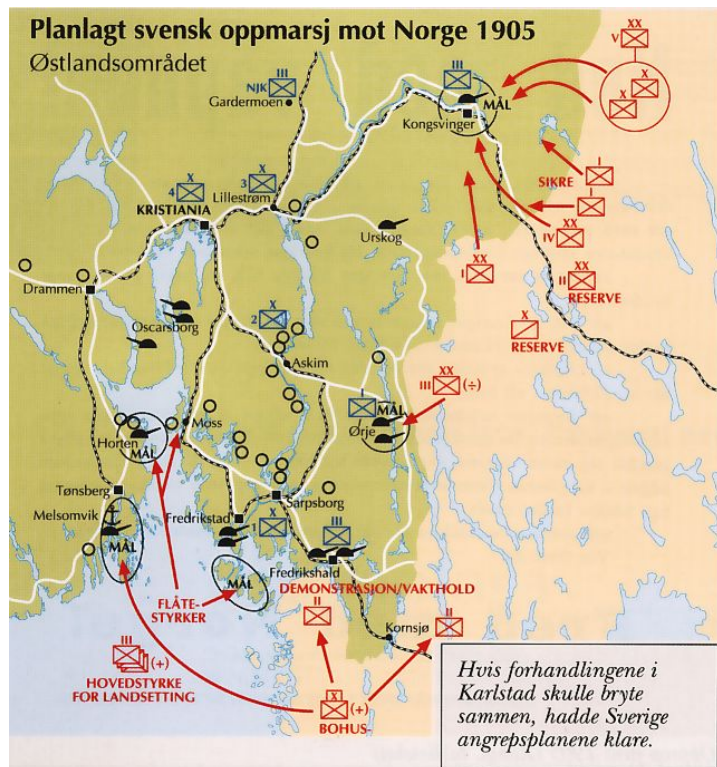 Planlagt svensk oppmarsj mot Norge 1905
Østlandsområdet
XX
V
X
X
III
NJK
Gardermoen
III
MÅL
Kongsvinger
I
SIKRE
I
XX
IV
XX
I
XX
II
RESERVE
X
RESERVE
X
4
KRISTIANIA
X
3
Lillestrøm
Urskog
Drammen
Oscarsborg
X
2
Askim
XX
III
(÷)
I
MÅL
Ørje
Moss
Horten
MÅL
Tønsberg
Melsomvik
MÅL
Fredrikstad
X
1
Sarpsborg
III
Fredrikshald
MÅL
DEMONSTRASJON/VAKTHOLD
II
II
Kornsjø
FLÅTE-
STYRKER
III
(+)
HOVEDSTYRKE
FOR LANDSETTING
X
(+)
BOHUS-
Hvis forhandlingene i
Karlstad skulle bryte
sammen, hadde Sverige
angrepsplanene klare.